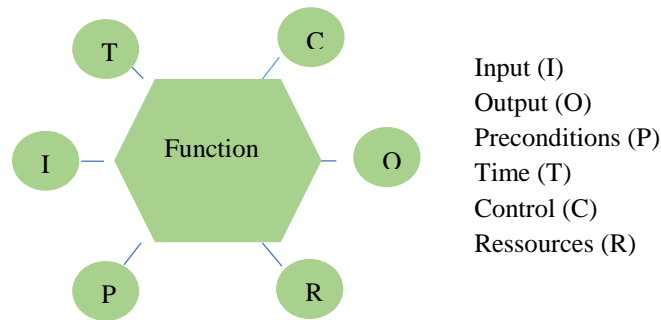 T
C
I
Function
O
P
R
Input (I)
Output (O)
Preconditions (P)
Time (T)
Control (C)
Ressources (R)